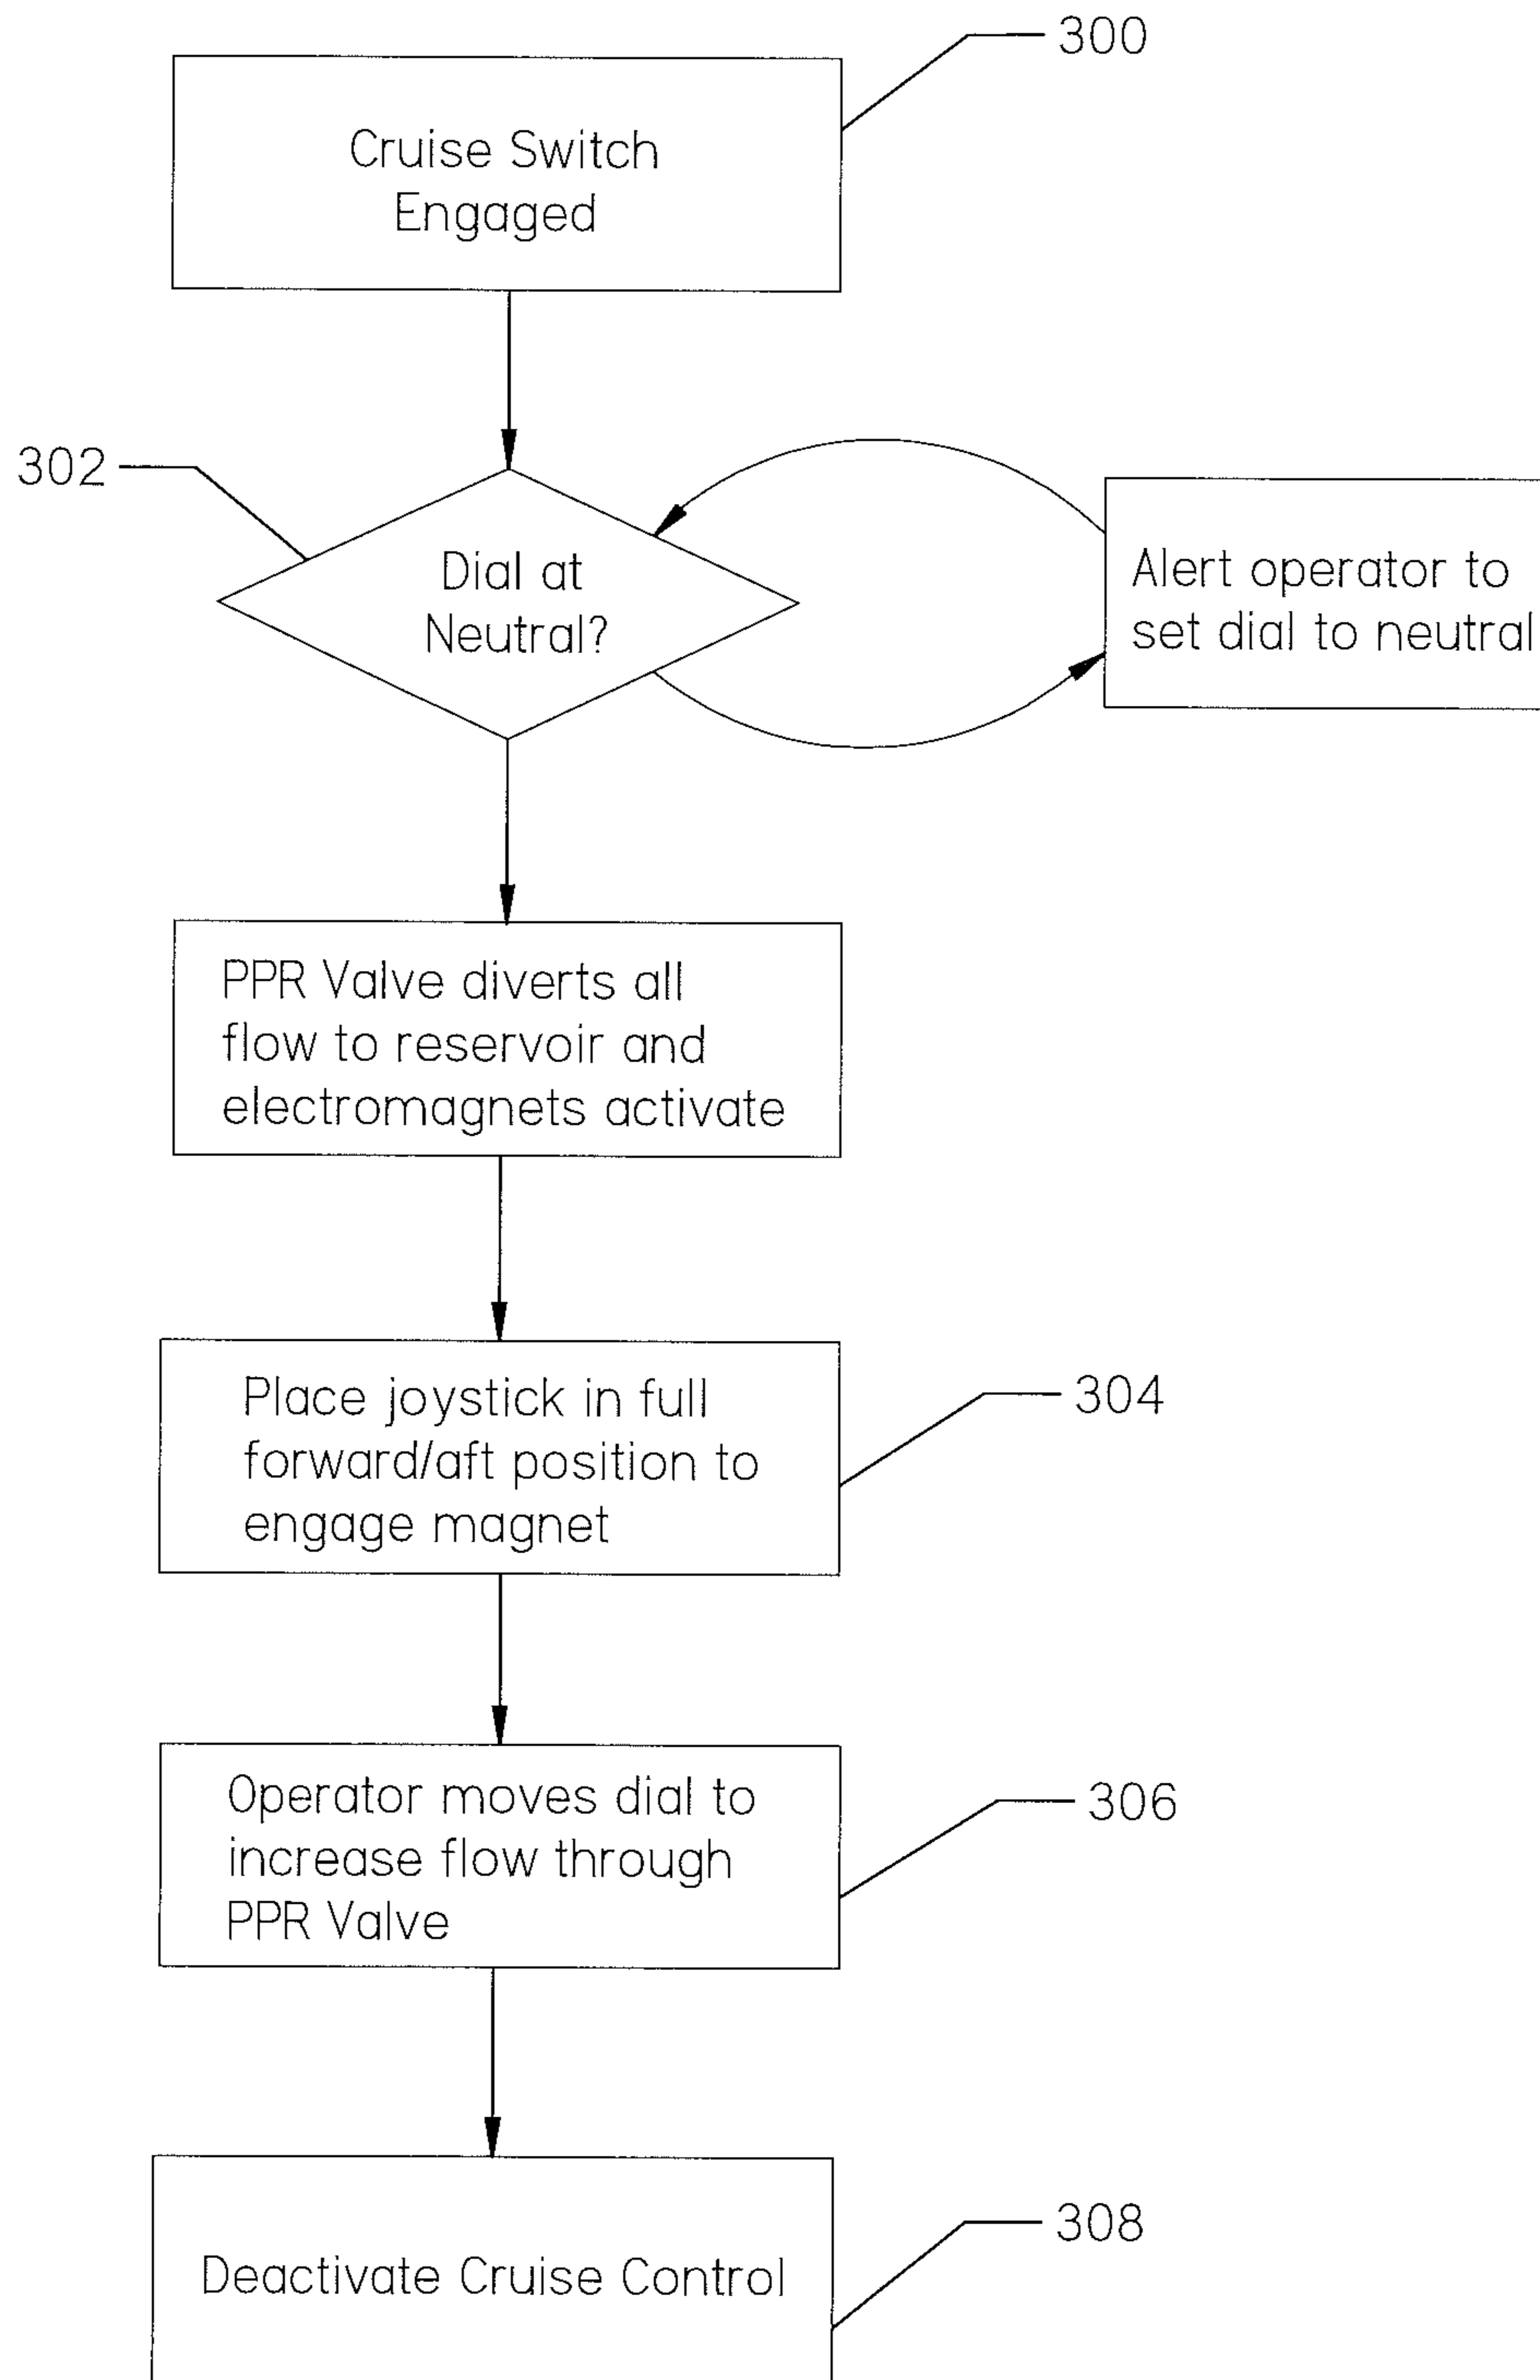 300
Cruise Switch
Engaged
302
Dial at
Neutral?
Alert operator to
set dial to neutral
PPR Valve diverts all
flow to reservoir and
electromagnets activate
Place joystick in full
forward/aft position to
engage magnet
304
Operator moves dial to
increase flow through
PPR Valve
306
Deactivate Cruise Control
308